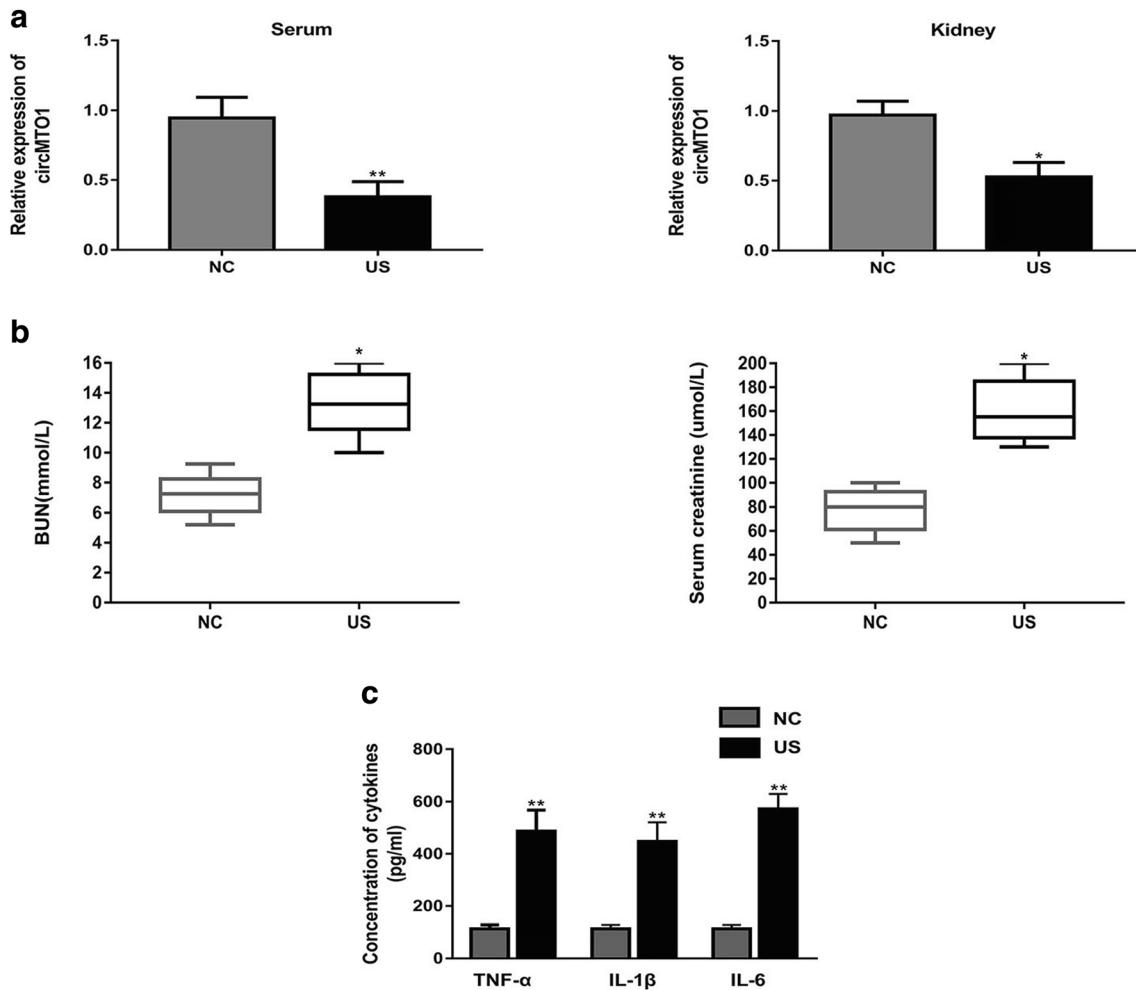 a
Serum
Relative expression of
circMTO1
1.5
1.0
0.5
0.0
**
NC US
Kidney
Relative expression of
circMTO1
1.5
1.0
0.5
0.0
*
NC US
b
BUN(mmol/L)
16
14
12
10
8
6
4
2
0
*
NC US
Serum creatinine (umol/L)
200
180
160
140
120
100
80
60
40
20
0
*
NC US
c
NC
US
Concentration of cytokines
(pg/ml)
800
600
400
200
0
** ** **
TNF-α IL-1β IL-6